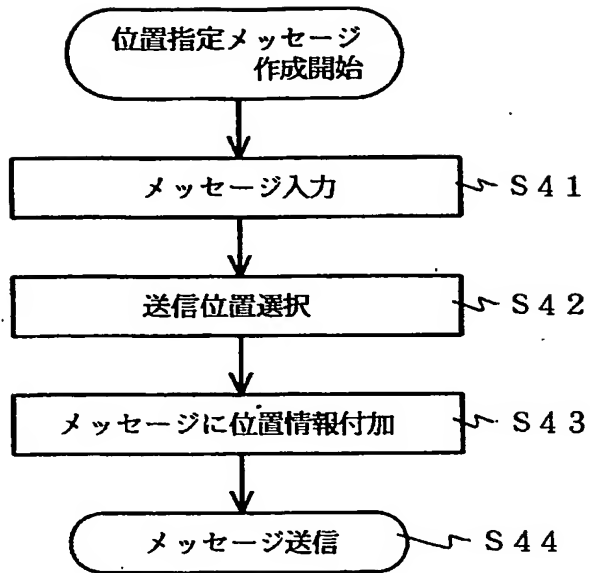 位置指定メッセージ
作成開始
メッセージ入力 S41
送信位置選択 S42
メッセージに位置情報付加 S43
メッセージ送信 S44